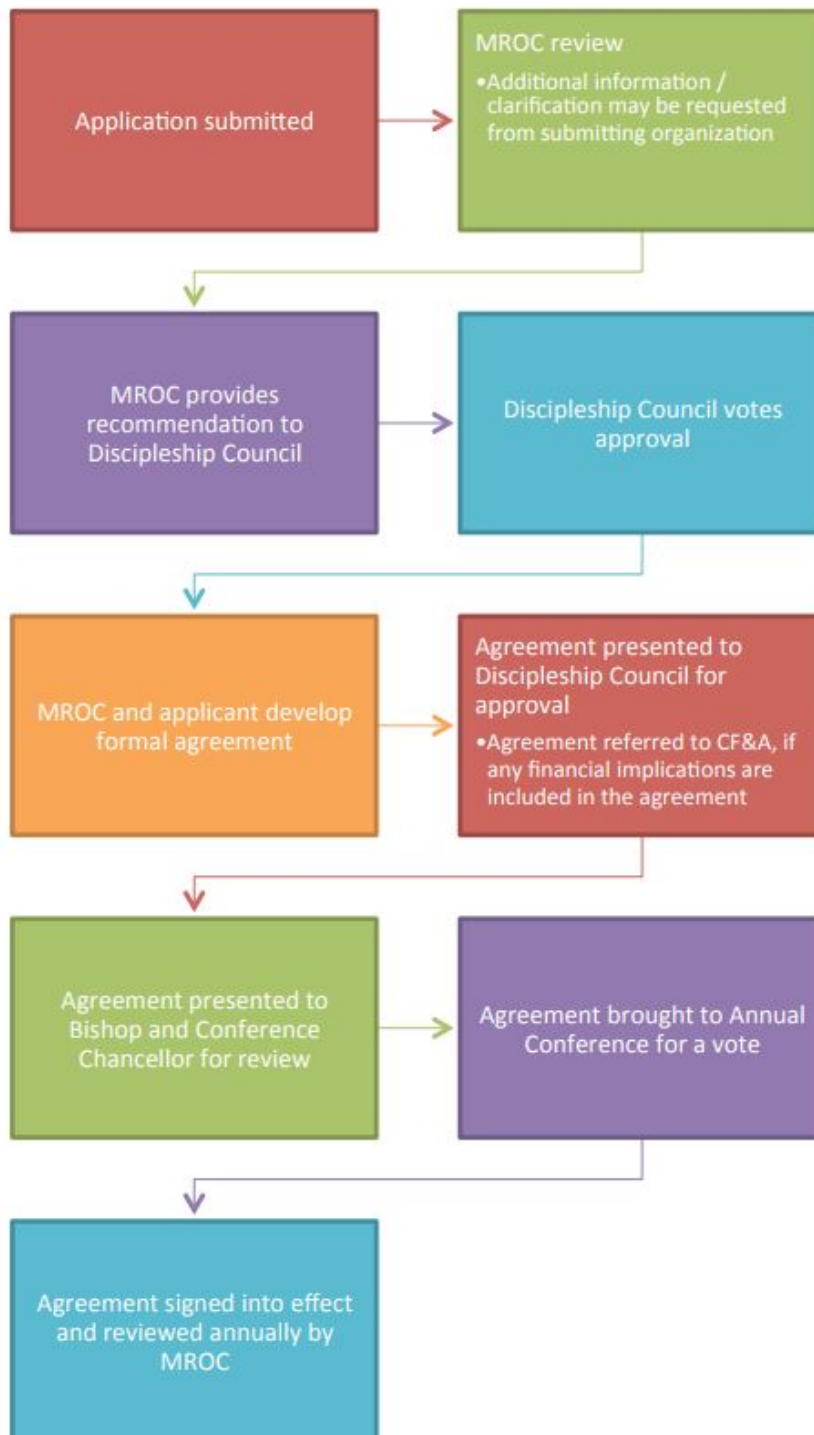 Application submitted
MROC review
•Additional information /
clarification may be requested
from submitting organization
MROC provides
recommendation to
Discipleship Council
Discipleship Council votes
approval
MROC and applicant develop
formal agreement
Agreement presented to
Discipleship Council for
approval
•Agreement referred to CF&A, if
any financial implications are
included in the agreement
Agreement presented to
Bishop and Conference
Chancellor for review
Agreement brought to Annual
Conference for a vote
Agreement signed into effect
and reviewed annually by
MROC